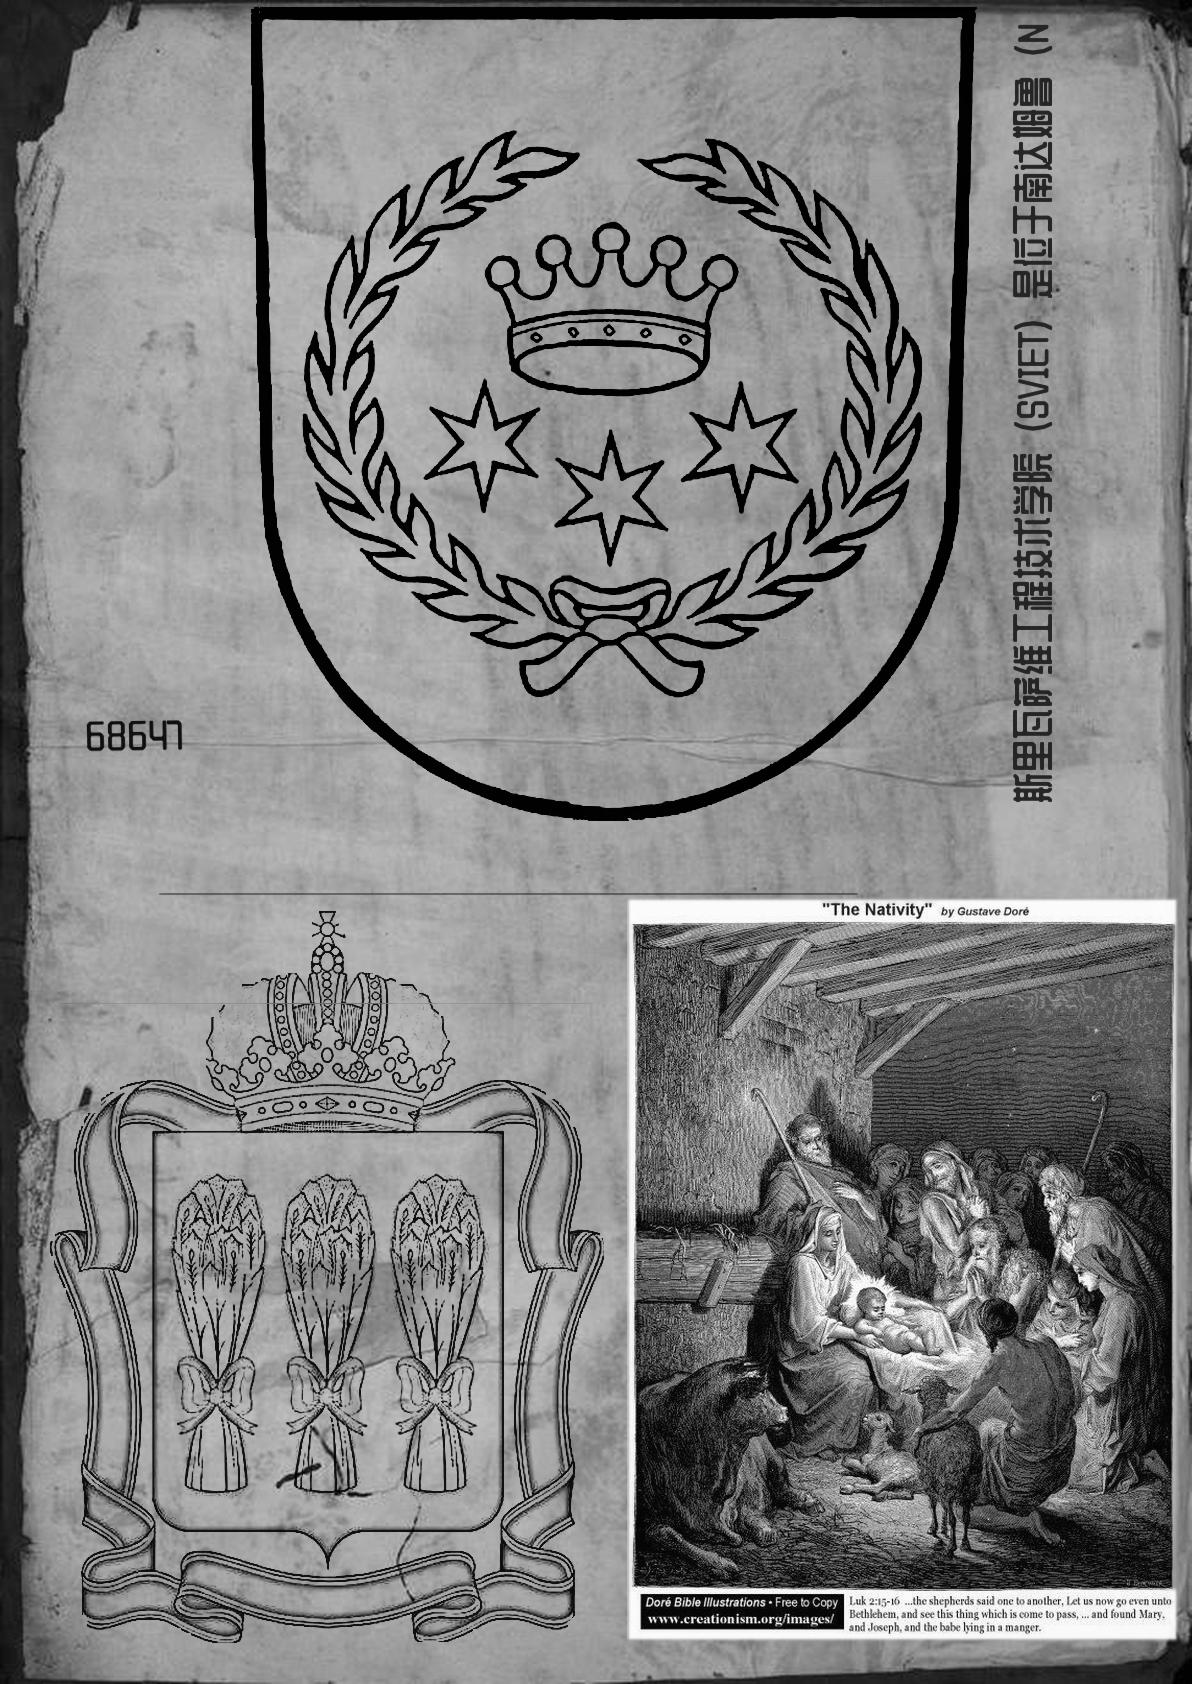 斯里瓦萨维工程技术学院 (SVIET) 是位于南达姆鲁 (N
68647
"The Nativity" by Gustave Doré
Doré Bible Illustrations • Free to Copy
www.creationism.org/images/
Luk 2:15-16 ...the shepherds said one to another, Let us now go even unto
Bethlehem, and see this thing which is come to pass, ... and found Mary,
and Joseph, and the babe lying in a manger.